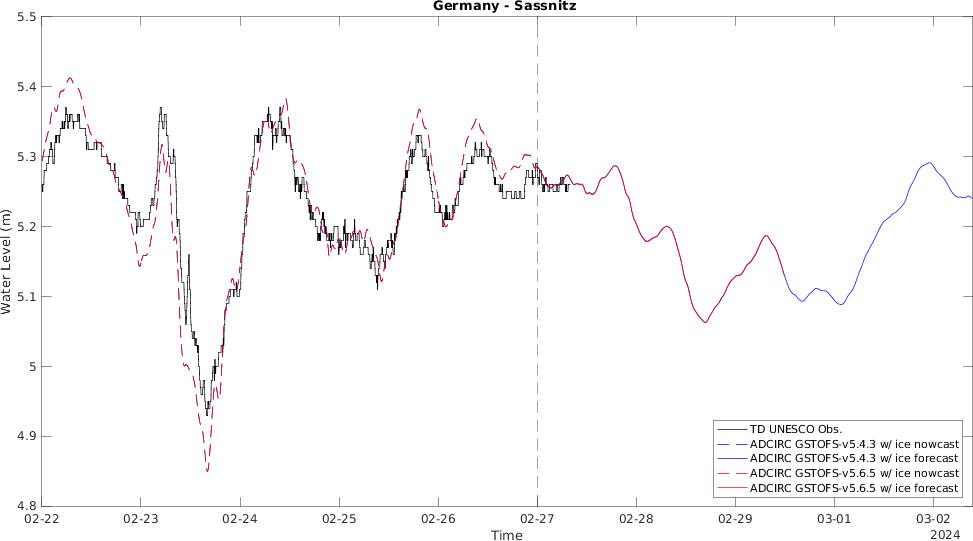 Germany - Sassnitz
5.5
5.4
5.3
5.2
5.1
5
4.9
4.8
Water Level (m)
02-22 02-23 02-24 02-25 02-26 02-27 02-28 02-29 03-01 03-02
2024
Time
TD UNESCO Obs.
ADCIRC GSTOFS-v5.4.3 w/ ice nowcast
ADCIRC GSTOFS-v5.4.3 w/ ice forecast
ADCIRC GSTOFS-v5.6.5 w/ ice nowcast
ADCIRC GSTOFS-v5.6.5 w/ ice forecast